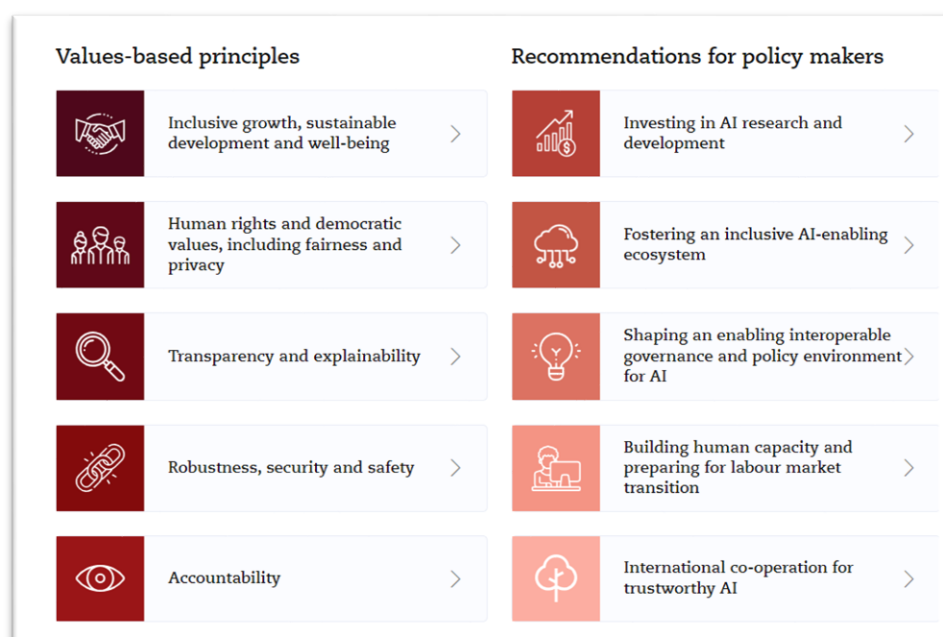 Values-based principles
Inclusive growth, sustainable
development and well-being
Human rights and democratic
values, including fairness and
privacy
Transparency and explainability
Robustness, security and safety
Accountability
Recommendations for policy makers
Investing in AI research and
development
Fostering an inclusive AI-enabling
ecosystem
Shaping an enabling interoperable
governance and policy environment
for AI
Building human capacity and
preparing for labour market
transition
International co-operation for
trustworthy AI